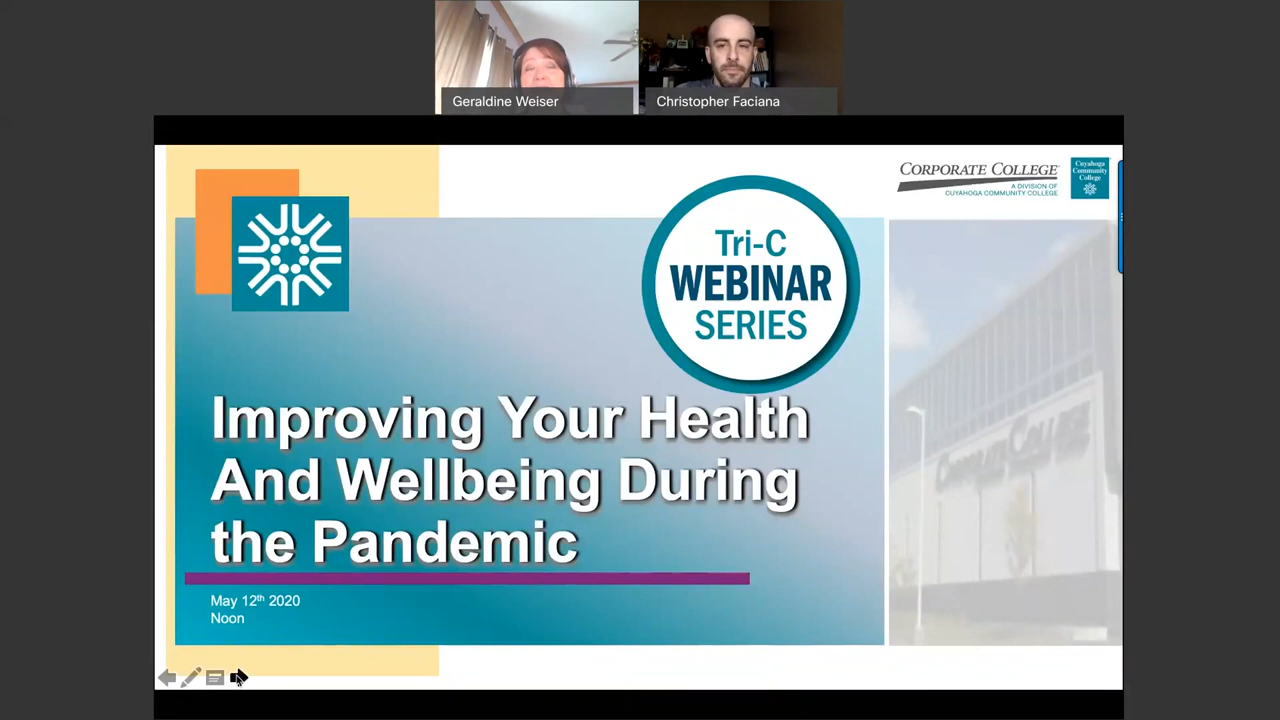 Geraldine Weiser
Christopher Faciana
CORPORATE COLLEGE
A DIVISION OF
CUYAHOGA COMMUNITY COLLEGE
Cuyahoga
Community
College
Tri-C
WEBINAR
SERIES
Improving Your Health
And Wellbeing During
the Pandemic
May 12th 2020
Noon